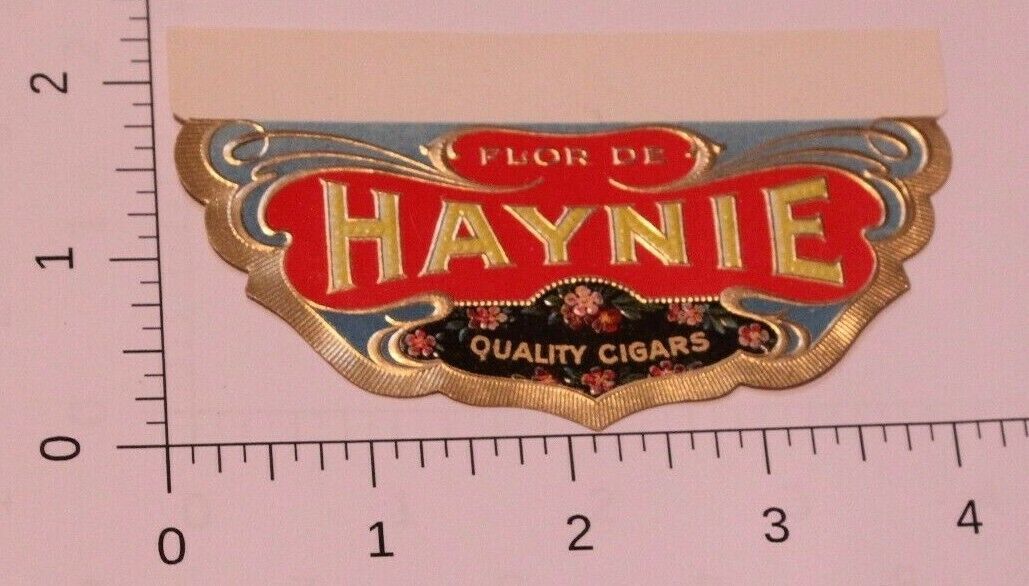 FLOR DE
HAYNIE
QUALITY CIGARS
2
1
0
0 1 2 3 4